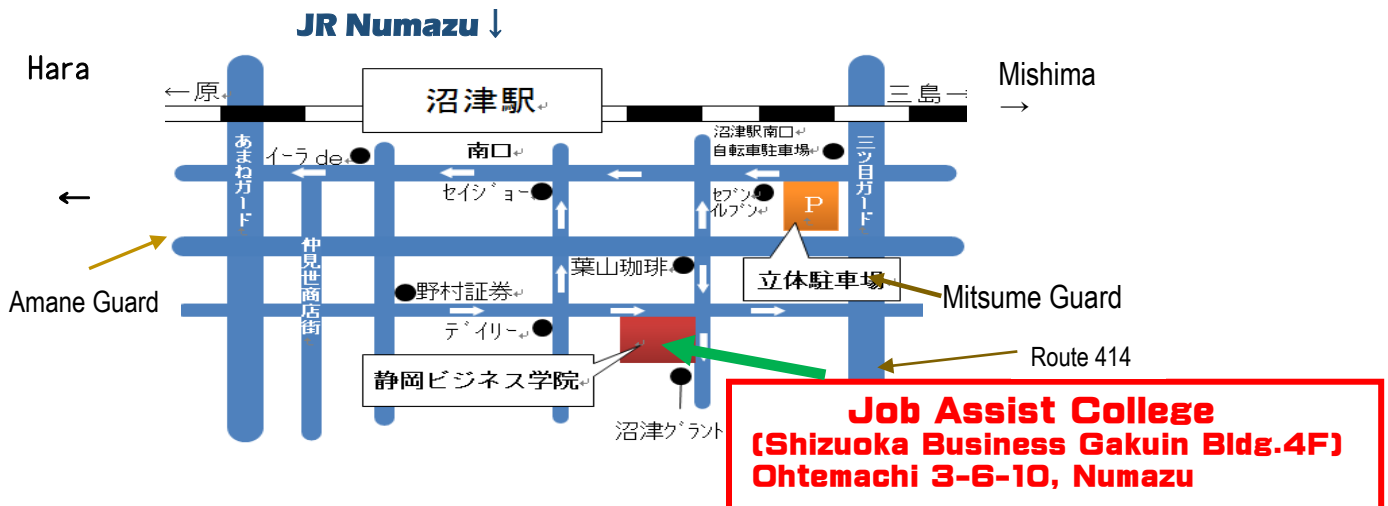 JR Numazu ↓
Hara
Mishima
→
←原
沼津駅
三島→
沼津駅南口
自転車駐車場
あまねガード
イーラde
南口
三ツ目ガード
←
セイジョー
セブン
イレブン
P
仲見世商店街
葉山珈琲
立体駐車場
Amane Guard
野村証券
Mitsume Guard
デイリー
静岡ビジネス学院
Route 414
沼津グラント
Job Assist College
(Shizuoka Business Gakuin Bldg.4F)
Ohtemachi 3-6-10, Numazu